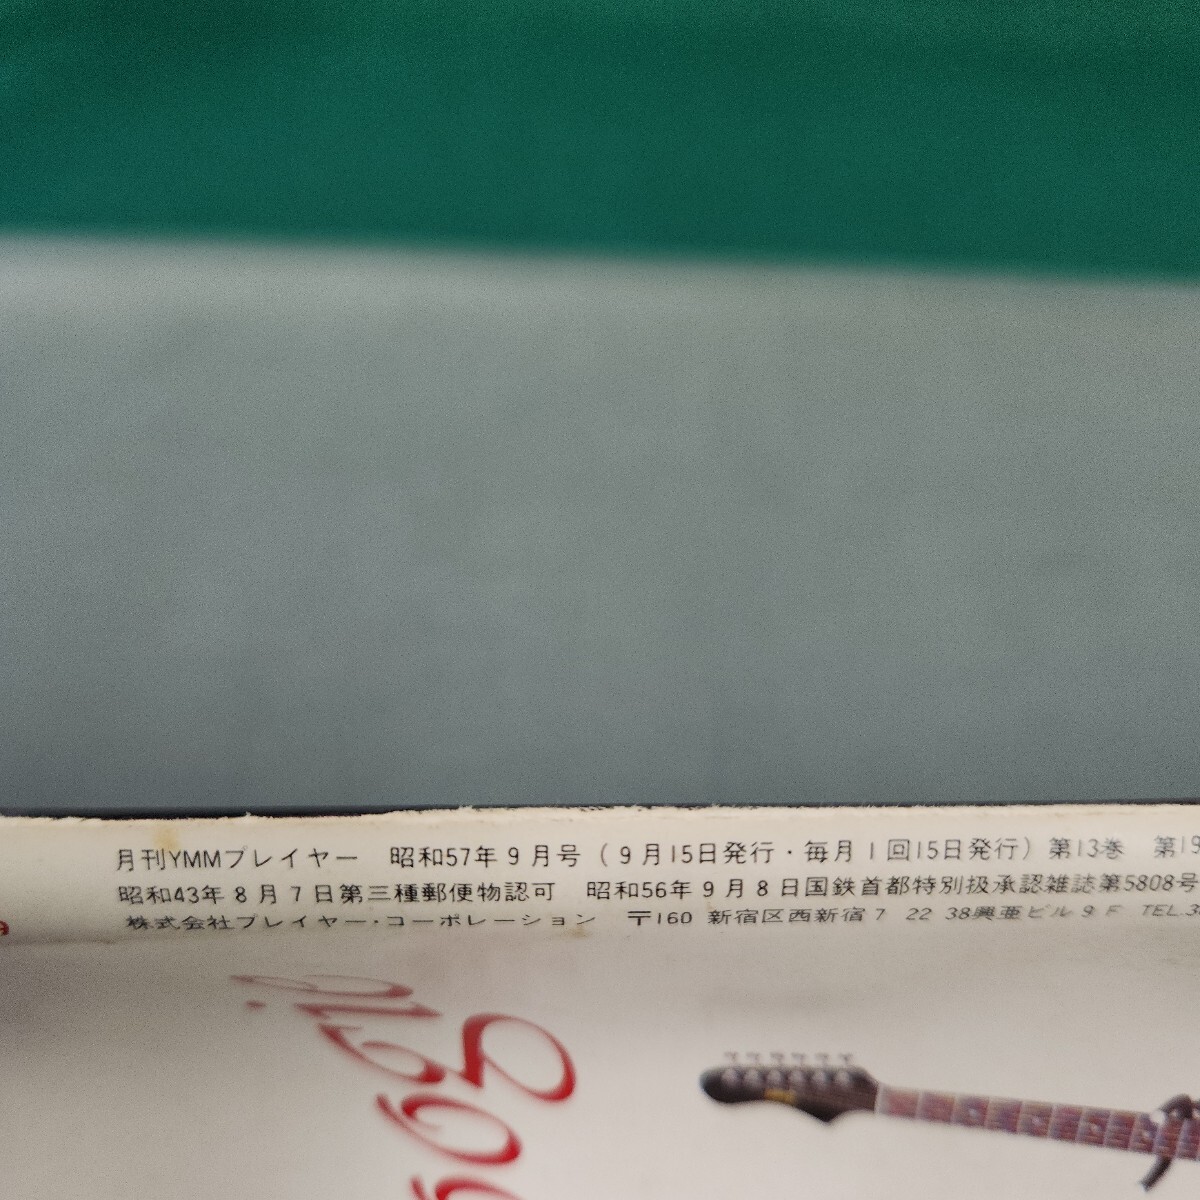 月刊YMMプレイヤー 昭和57年9月号(9月15日発行・毎月1回15日発行)第13巻 第19
昭和43年8月7日第三種郵便物認可 昭和56年9月8日国鉄首都特別扱承認雑誌第5808号
株式会社プレイヤー・コーポレーション 〒160 新宿区西新宿7 22 38興亜ビル9F TEL.3